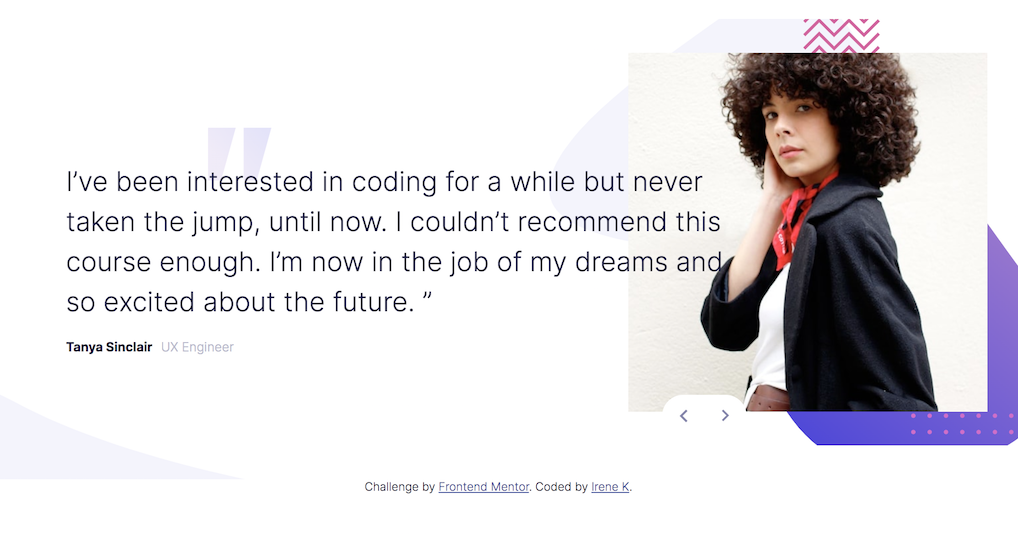 I’ve been interested in coding for a while but never
taken the jump, until now. I couldn’t recommend this
course enough. I’m now in the job of my dreams and
so excited about the future. ”
Tanya Sinclair UX Engineer
Challenge by Frontend Mentor. Coded by Irene K.